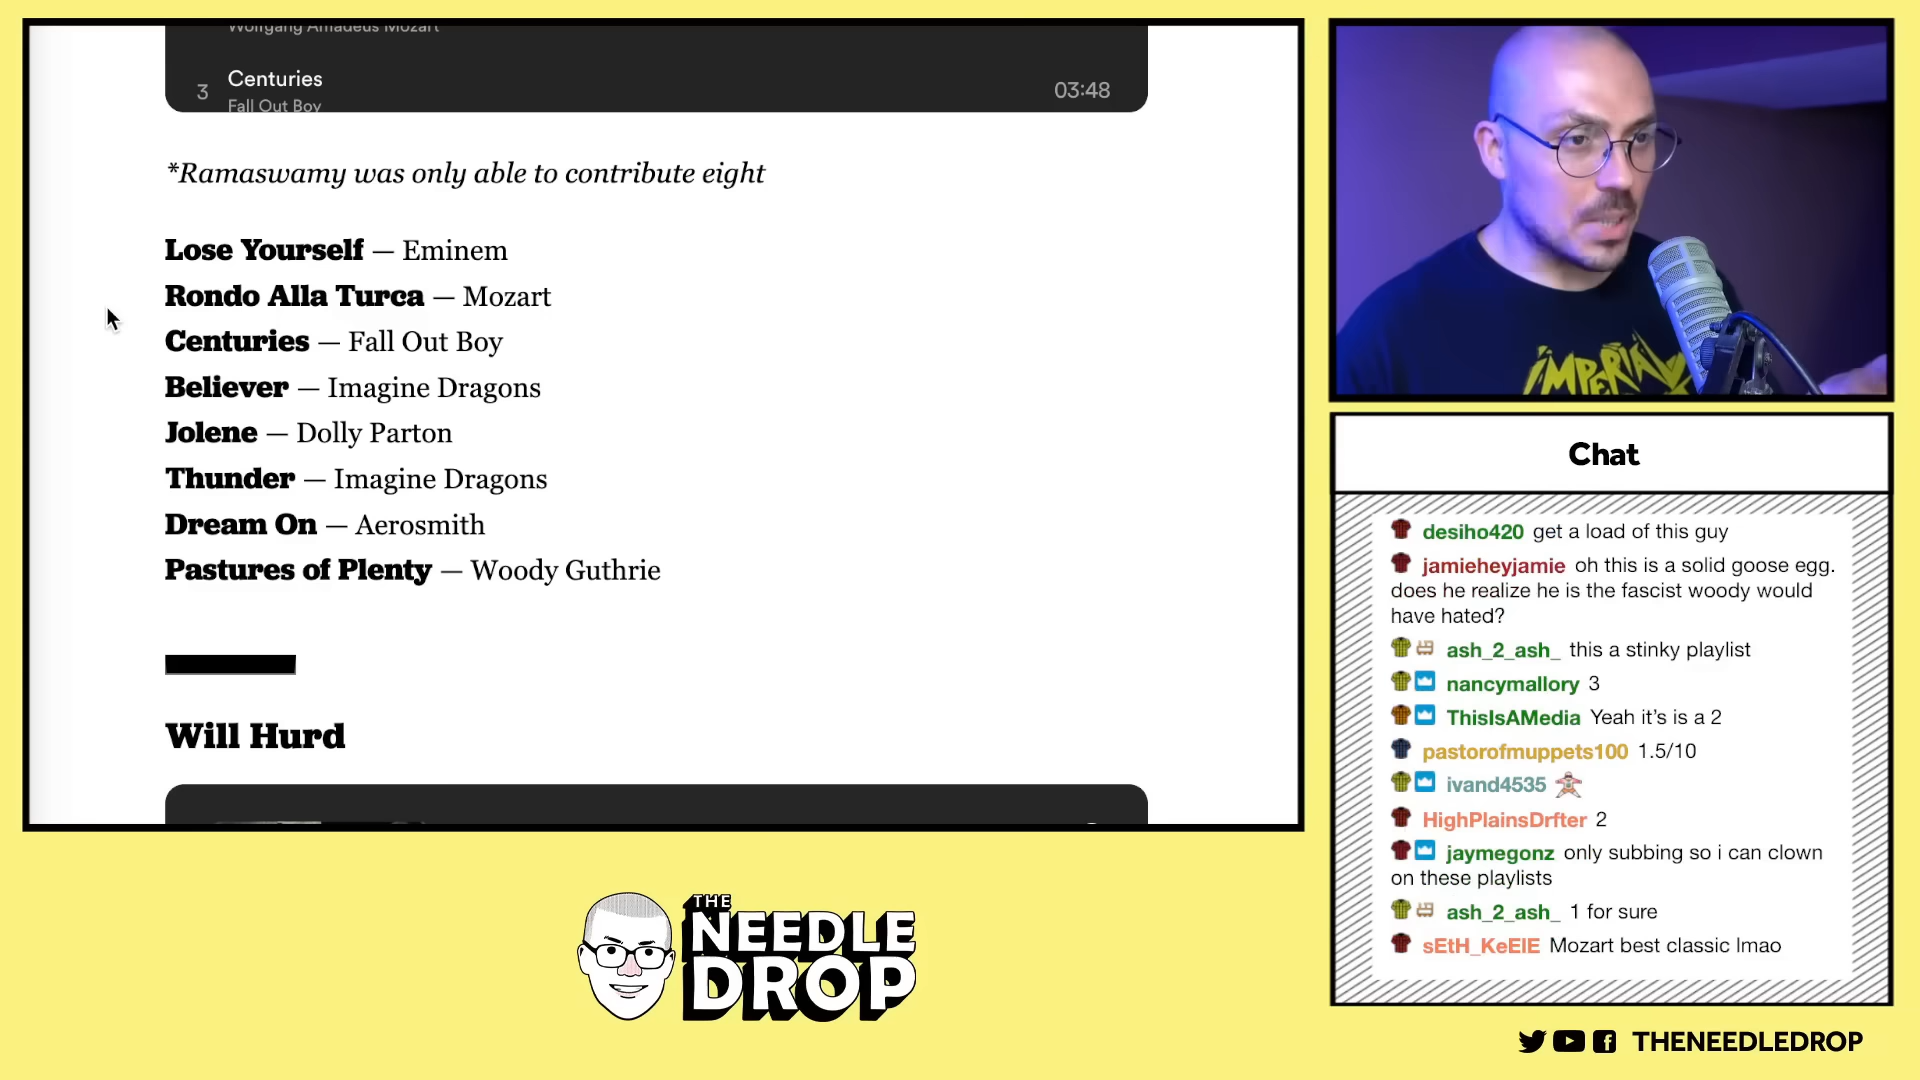 Wolfgang Amadeus Mozart
3 Centuries 03:48
Fall Out Boy
*Ramaswamy was only able to contribute eight
Lose Yourself — Eminem
Rondo Alla Turca — Mozart
Centuries — Fall Out Boy
Believer — Imagine Dragons
Jolene — Dolly Parton
Thunder — Imagine Dragons
Dream On — Aerosmith
Pastures of Plenty — Woody Guthrie
Will Hurd
THE
NEEDLE
DROP
IMPERIAL
Chat
desiho420 get a load of this guy
jamieheyjamie oh this is a solid goose egg.
does he realize he is the fascist woody would
have hated?
ash_2_ash_ this a stinky playlist
nancymallory 3
ThisIsAMedia Yeah it’s is a 2
pastorofmuppets100 1.5/10
ivand4535
HighPlainsDrfter 2
jaymegonz only subbing so i can clown
on these playlists
ash_2_ash_ 1 for sure
sEtH_KeElE Mozart best classic lmao
THENEEDLEDROP